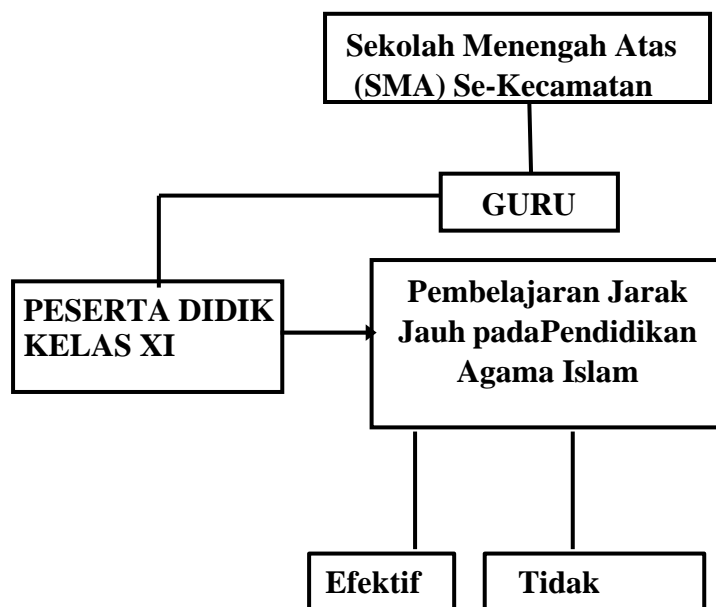 Sekolah Menengah Atas
(SMA) Se-Kecamatan
GURU
PESERTA DIDIK
KELAS XI
Pembelajaran Jarak
Jauh padaPendidikan
Agama Islam
Efektif
Tidak